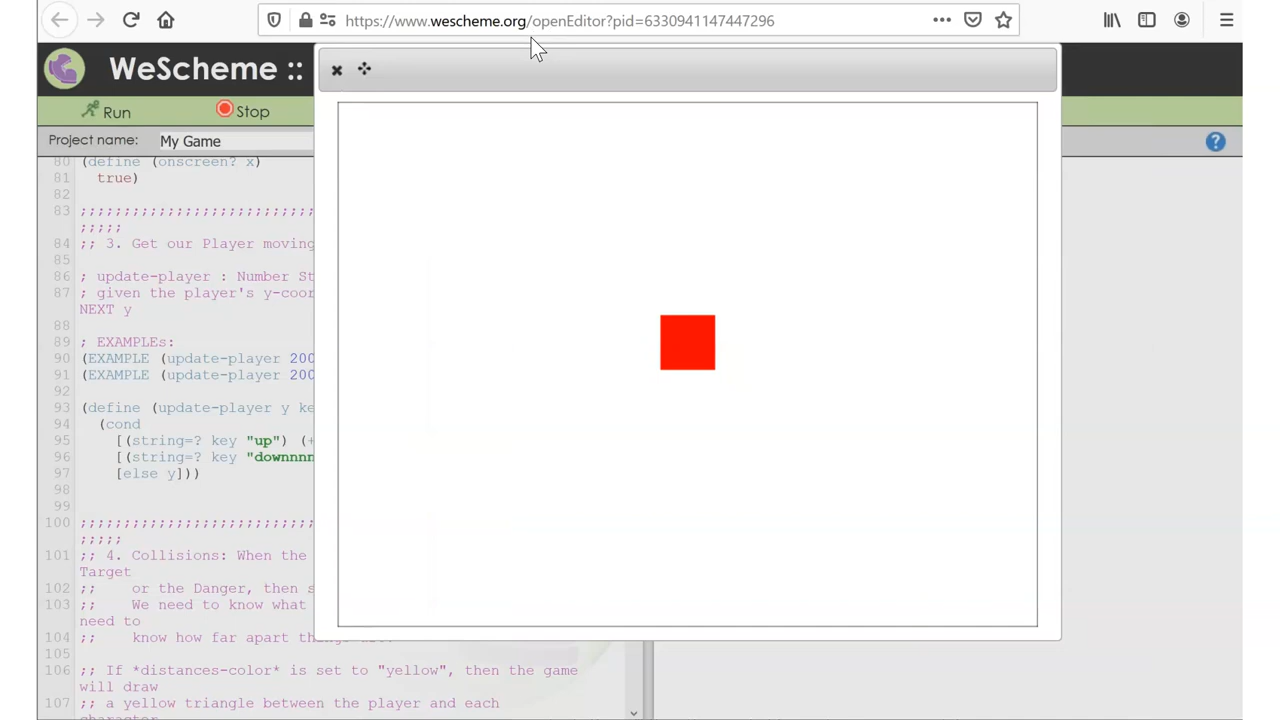 https://www.wescheme.org/openEditor?pid=6330941147447296
WeScheme ::
Run
Stop
Project name:
My Game
80 (define (onscreen? x)
81 true)
82
83 ;;;;;;;;;;;;;;;;;;;;;;;;;;;
;;;;;
84 ;; 3. Get our Player moving
85
86 ; update-player : Number St
87 ; given the player's y-coor
NEXT y
88
89 ; EXAMPLEs:
90 (EXAMPLE (update-player 200
91 (EXAMPLE (update-player 200
92
93 (define (update-player y ke
94 (cond
95 [(string=? key "up") (+
96 [(string=? key "downnnn
97 [else y]))
98
99
100 ;;;;;;;;;;;;;;;;;;;;;;;;;;;
;;;;;
101 ;; 4. Collisions: When the
Target
102 ;; or the Danger, then s
103 ;; We need to know what
need to
104 ;; know how far apart th
105
106 ;; If *distances-color* is set to "yellow", then the game
will draw
107 ;; a yellow triangle between the player and each
character